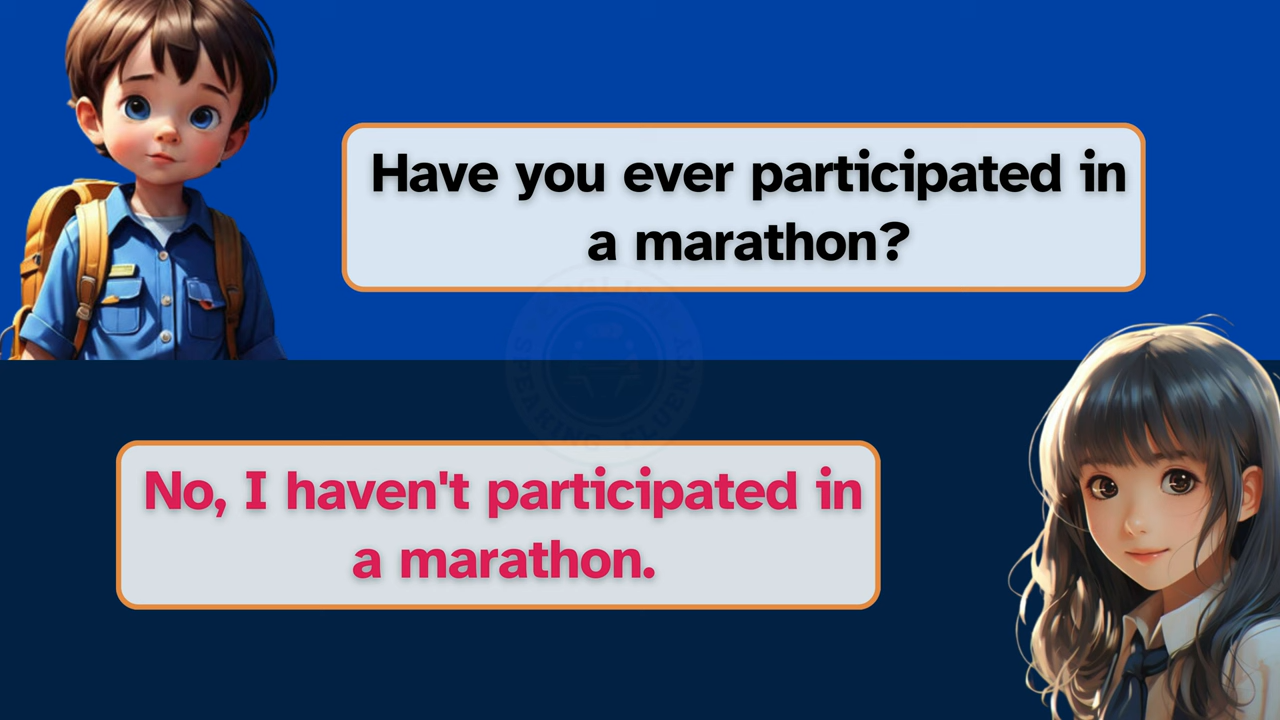 Have you ever participated in
a marathon?
No, I haven't participated in
a marathon.